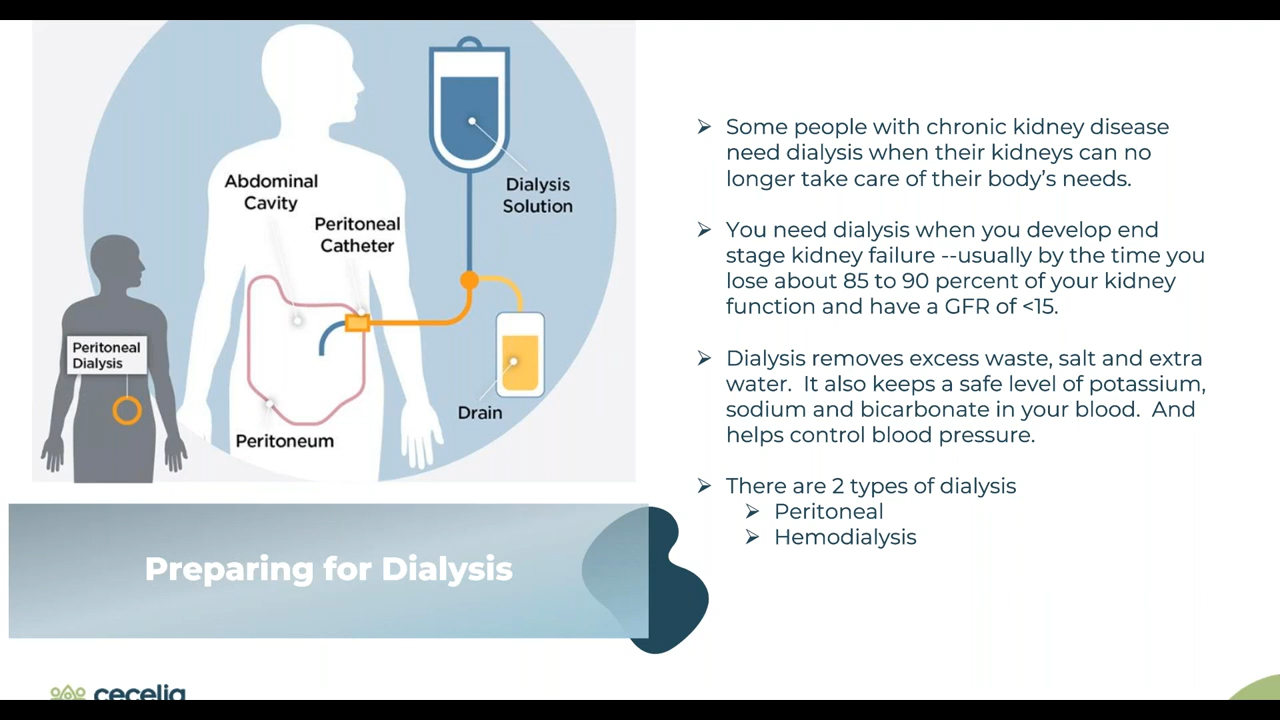 Abdominal
Cavity
Peritoneal
Catheter
Dialysis
Solution
Peritoneal
Dialysis
Drain
Peritoneum
Preparing for Dialysis
cecelia
➢ Some people with chronic kidney disease
need dialysis when their kidneys can no
longer take care of their body’s needs.
➢ You need dialysis when you develop end
stage kidney failure --usually by the time you
lose about 85 to 90 percent of your kidney
function and have a GFR of <15.
➢ Dialysis removes excess waste, salt and extra
water.  It also keeps a safe level of potassium,
sodium and bicarbonate in your blood.  And
helps control blood pressure.
➢ There are 2 types of dialysis
➢ Peritoneal
➢ Hemodialysis